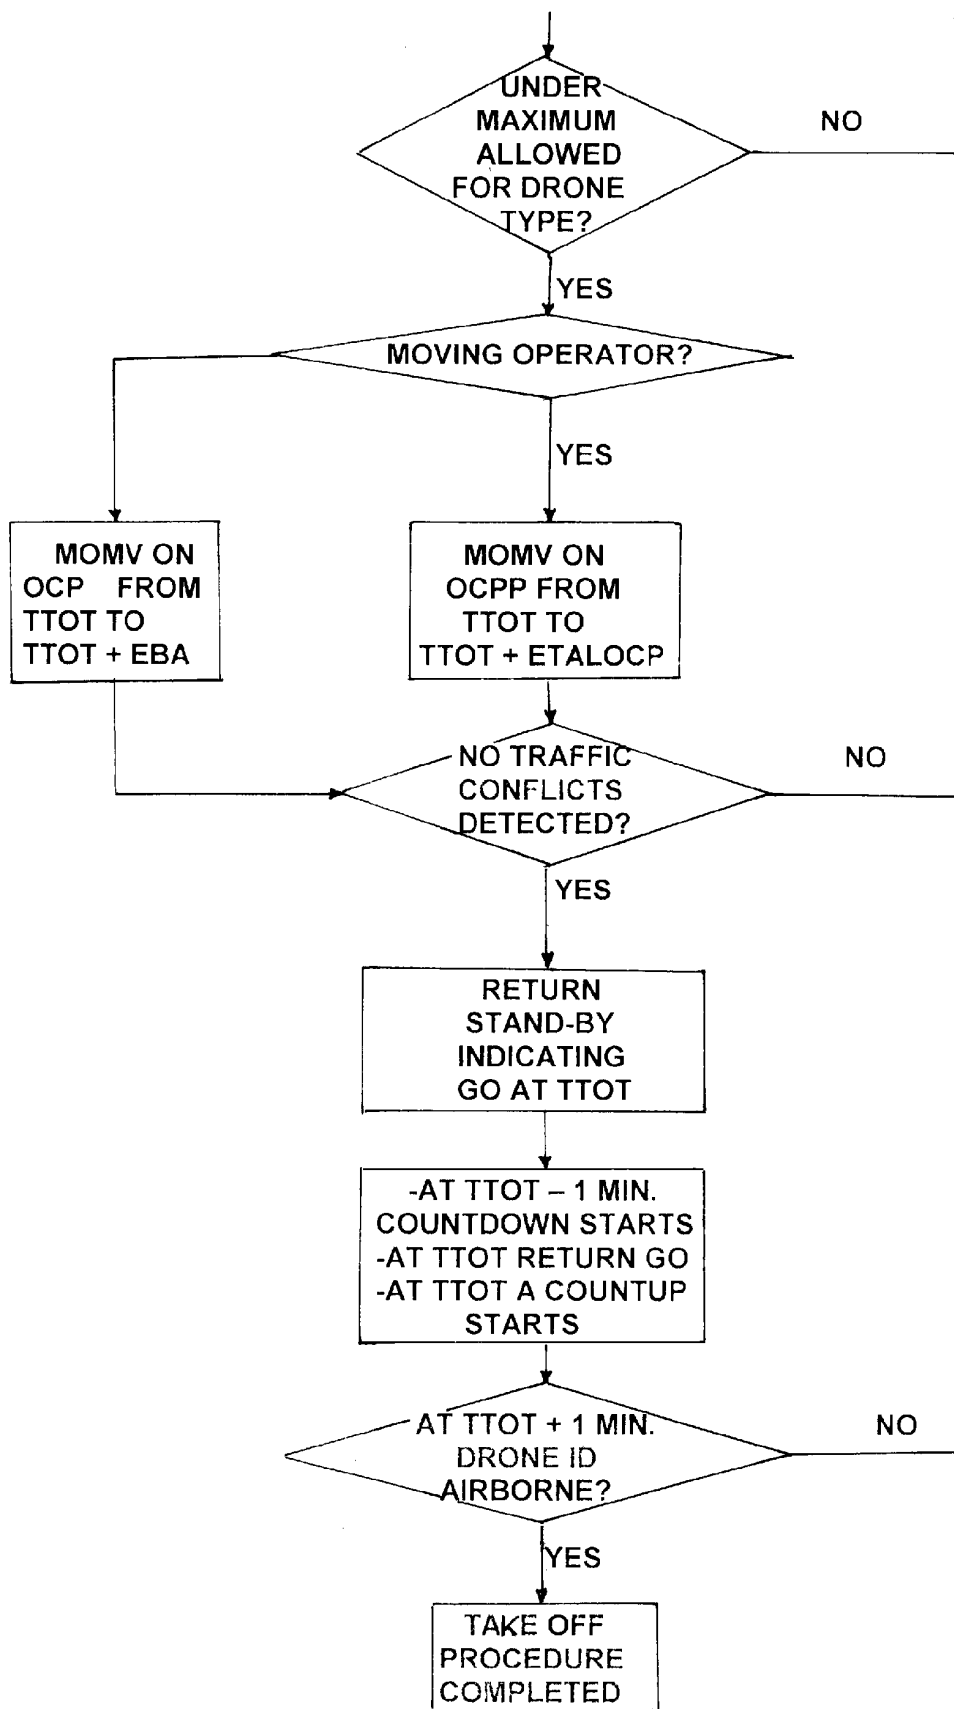 UNDER
MAXIMUM
ALLOWED
FOR DRONE
TYPE?
NO
YES
MOVING OPERATOR?
YES
MOMV ON
OCP FROM
TTOT TO
TTOT + EBA
MOMV ON
OCPP FROM
TTOT TO
TTOT + ETALOCP
NO TRAFFIC
CONFLICTS
DETECTED?
NO
YES
RETURN
STAND-BY
INDICATING
GO AT TTOT
-AT TTOT – 1 MIN.
COUNTDOWN STARTS
-AT TTOT RETURN GO
-AT TTOT A COUNTUP
STARTS
AT TTOT + 1 MIN.
DRONE ID
AIRBORNE?
NO
YES
TAKE OFF
PROCEDURE
COMPLETED